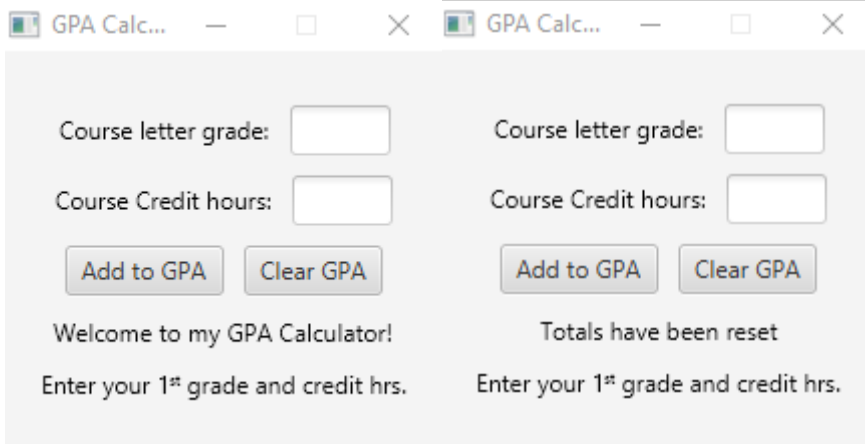 GPA Calc...
Course letter grade:
Course Credit hours:
Add to GPA Clear GPA
Welcome to my GPA Calculator!
Enter your 1st grade and credit hrs.
GPA Calc...
Course letter grade:
Course Credit hours:
Add to GPA Clear GPA
Totals have been reset
Enter your 1st grade and credit hrs.